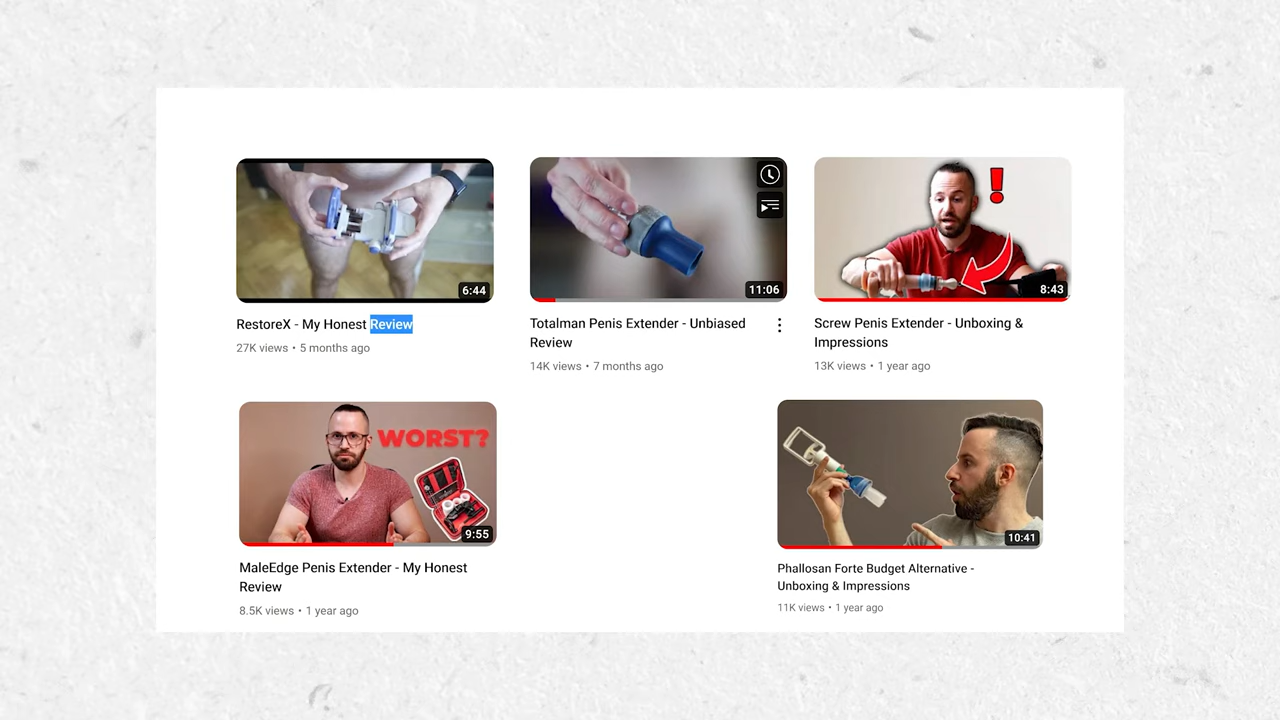 6:44
11:06
8:43
RestoreX - My Honest Review
27K views • 5 months ago
Totalman Penis Extender - Unbiased
Review
14K views • 7 months ago
Screw Penis Extender - Unboxing &
Impressions
13K views • 1 year ago
WORST?
9:55
10:41
MaleEdge Penis Extender - My Honest
Review
8.5K views • 1 year ago
Phallosan Forte Budget Alternative -
Unboxing & Impressions
11K views • 1 year ago